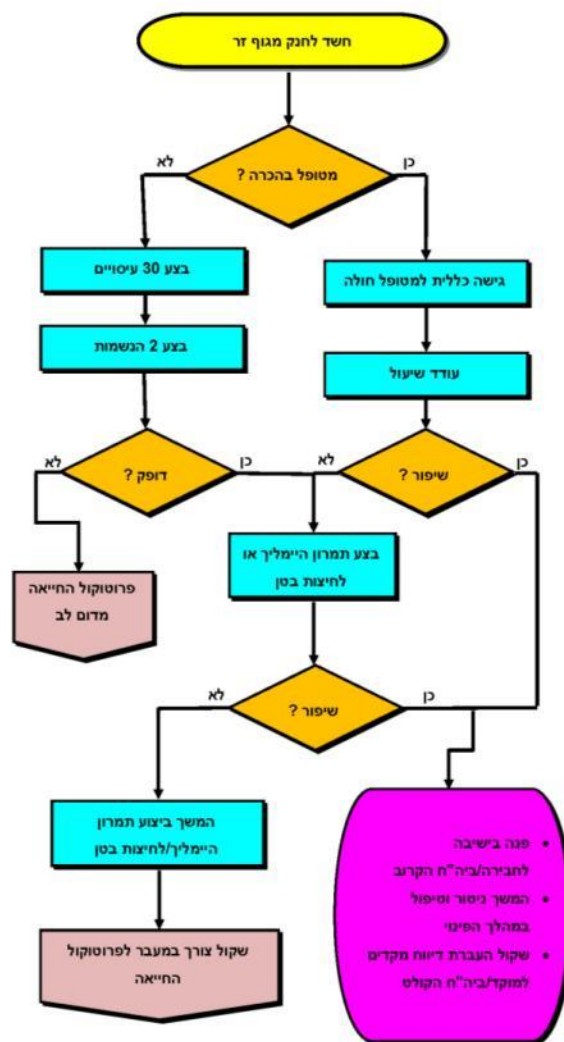 חשד לחנק מגוף זר
מטופל בהכרה ?
כן
לא
גישה כללית למטופל חולה
בצע 30 עיסויים
עודד שיעול
בצע 2 הנשמות
שיפור ?
כן
לא
דופק ?
כן
לא
בצע תמרון היימליך או
לחיצות בטן
פרוטוקול החייאה
מדום לב
שיפור ?
כן
לא
המשך ביצוע תמרון
היימליך/לחיצות בטן
שקול צורך במעבר לפרוטוקול
החייאה
• פנה בישיבה
לחבירה/ביה"ח הקרוב
• המשך ניטור וטיפול
במהלך הפינוי
• שקול העברת דיווח מקדים
למוקד/ביה"ח הקולט